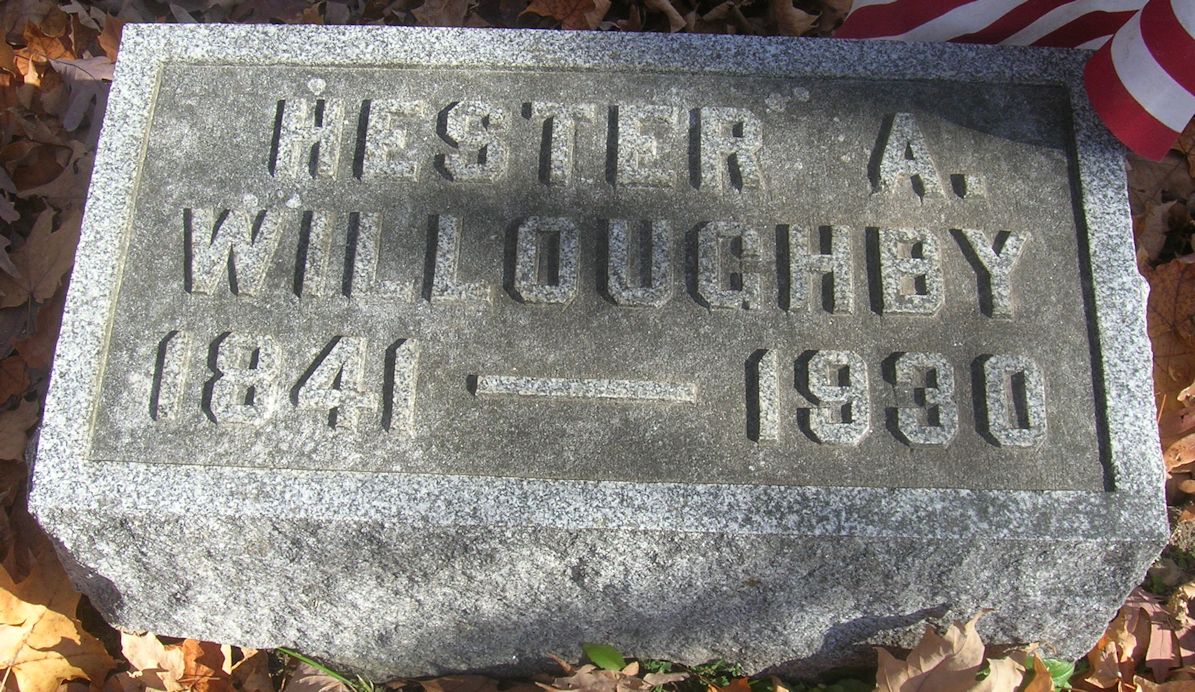 HESTER A.
WILLOUGHBY
1841 — 1930